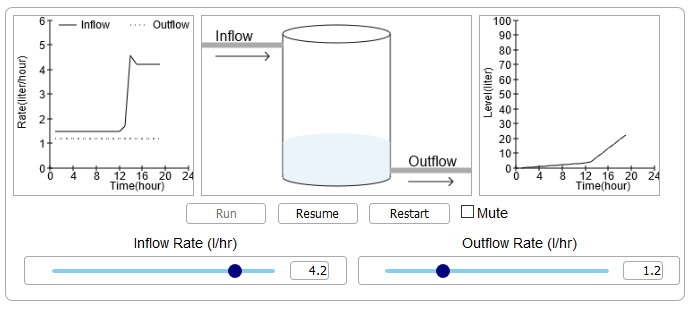 Inflow Outflow
Rate(liter/hour)
6
5
4
3
2
1
0
0 4 8 12 16 20 24
Time(hour)
Inflow
Outflow
Level(liter)
100
90
80
70
60
50
40
30
20
10
0
0 4 8 12 16 20 24
Time(hour)
Run Resume Restart Mute
Inflow Rate (l/hr) Outflow Rate (l/hr)
4.2 1.2